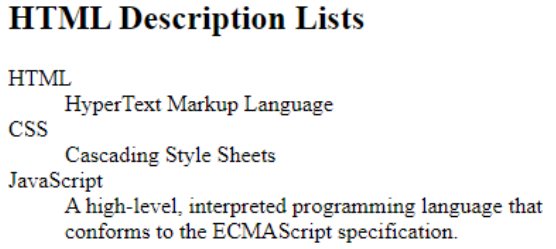 HTML Description Lists
HTML
HyperText Markup Language
CSS
Cascading Style Sheets
JavaScript
A high-level, interpreted programming language that
conforms to the ECMAScript specification.